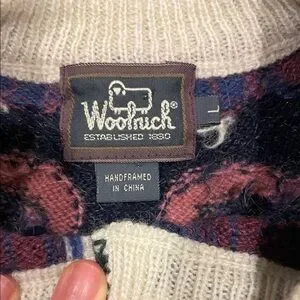 Woolrich®
L
ESTABLISHED 1830
HANDFRAMED
IN CHINA